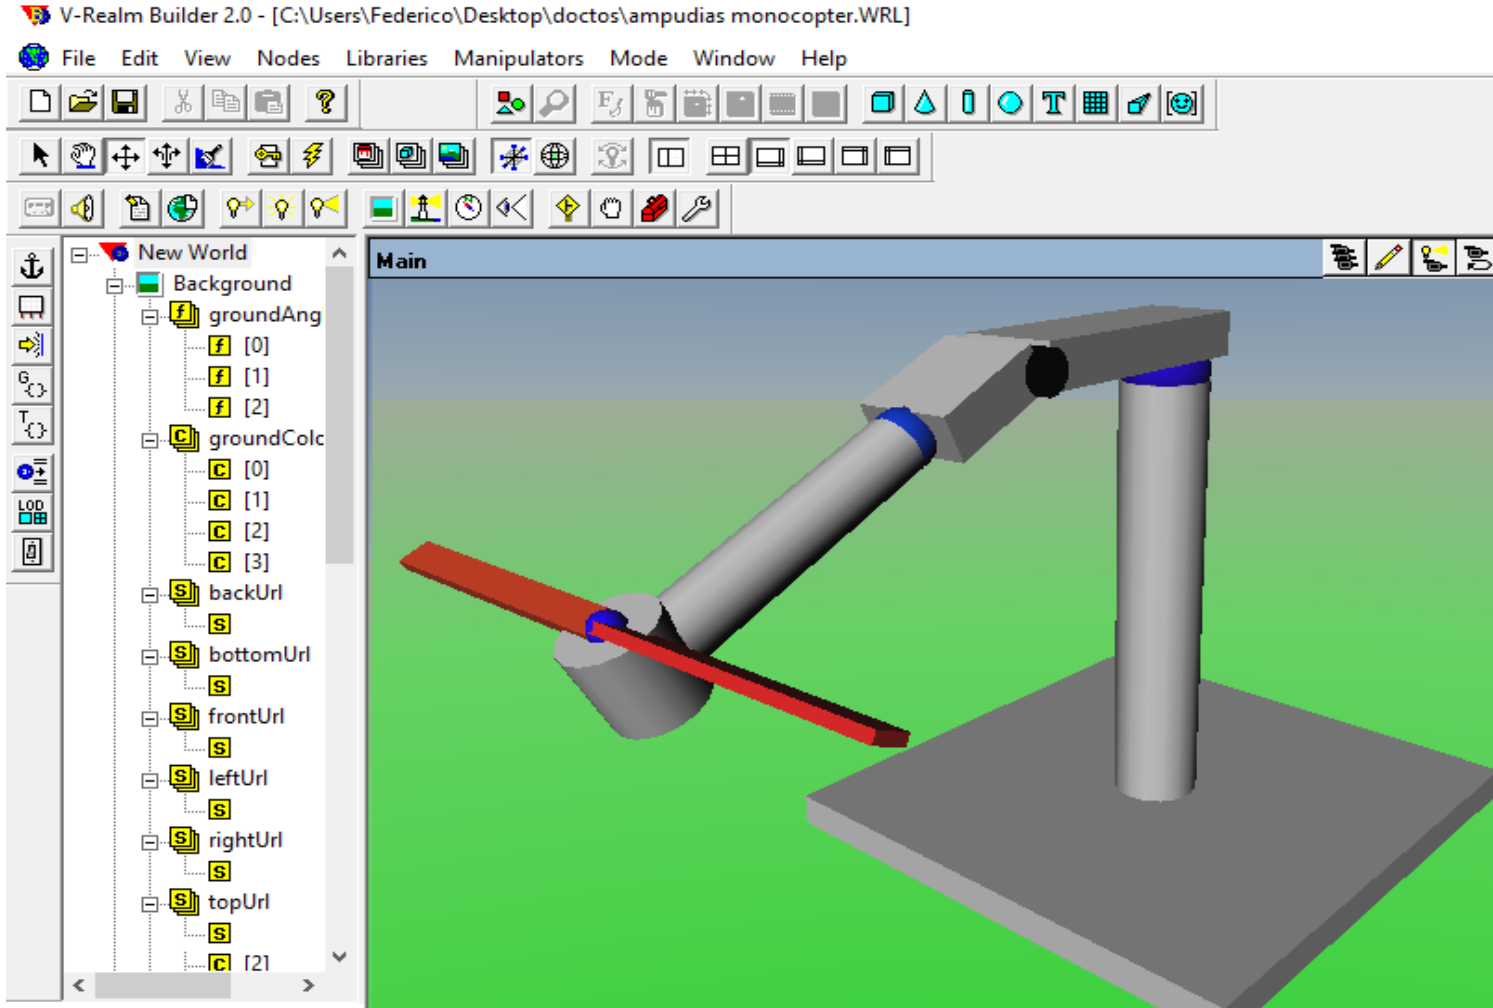 V-Realm Builder 2.0 - [C:\Users\Federico\Desktop\doctos\ampudias monocopter.WRL]
File Edit View Nodes Libraries Manipulators Mode Window Help
New World
Main
Background
groundAng
f [0]
f [1]
f [2]
groundColc
C [0]
C [1]
C [2]
C [3]
backUrl
S
bottomUrl
S
frontUrl
S
leftUrl
S
rightUrl
S
topUrl
S
C [2]
G{}
T{}
LOD